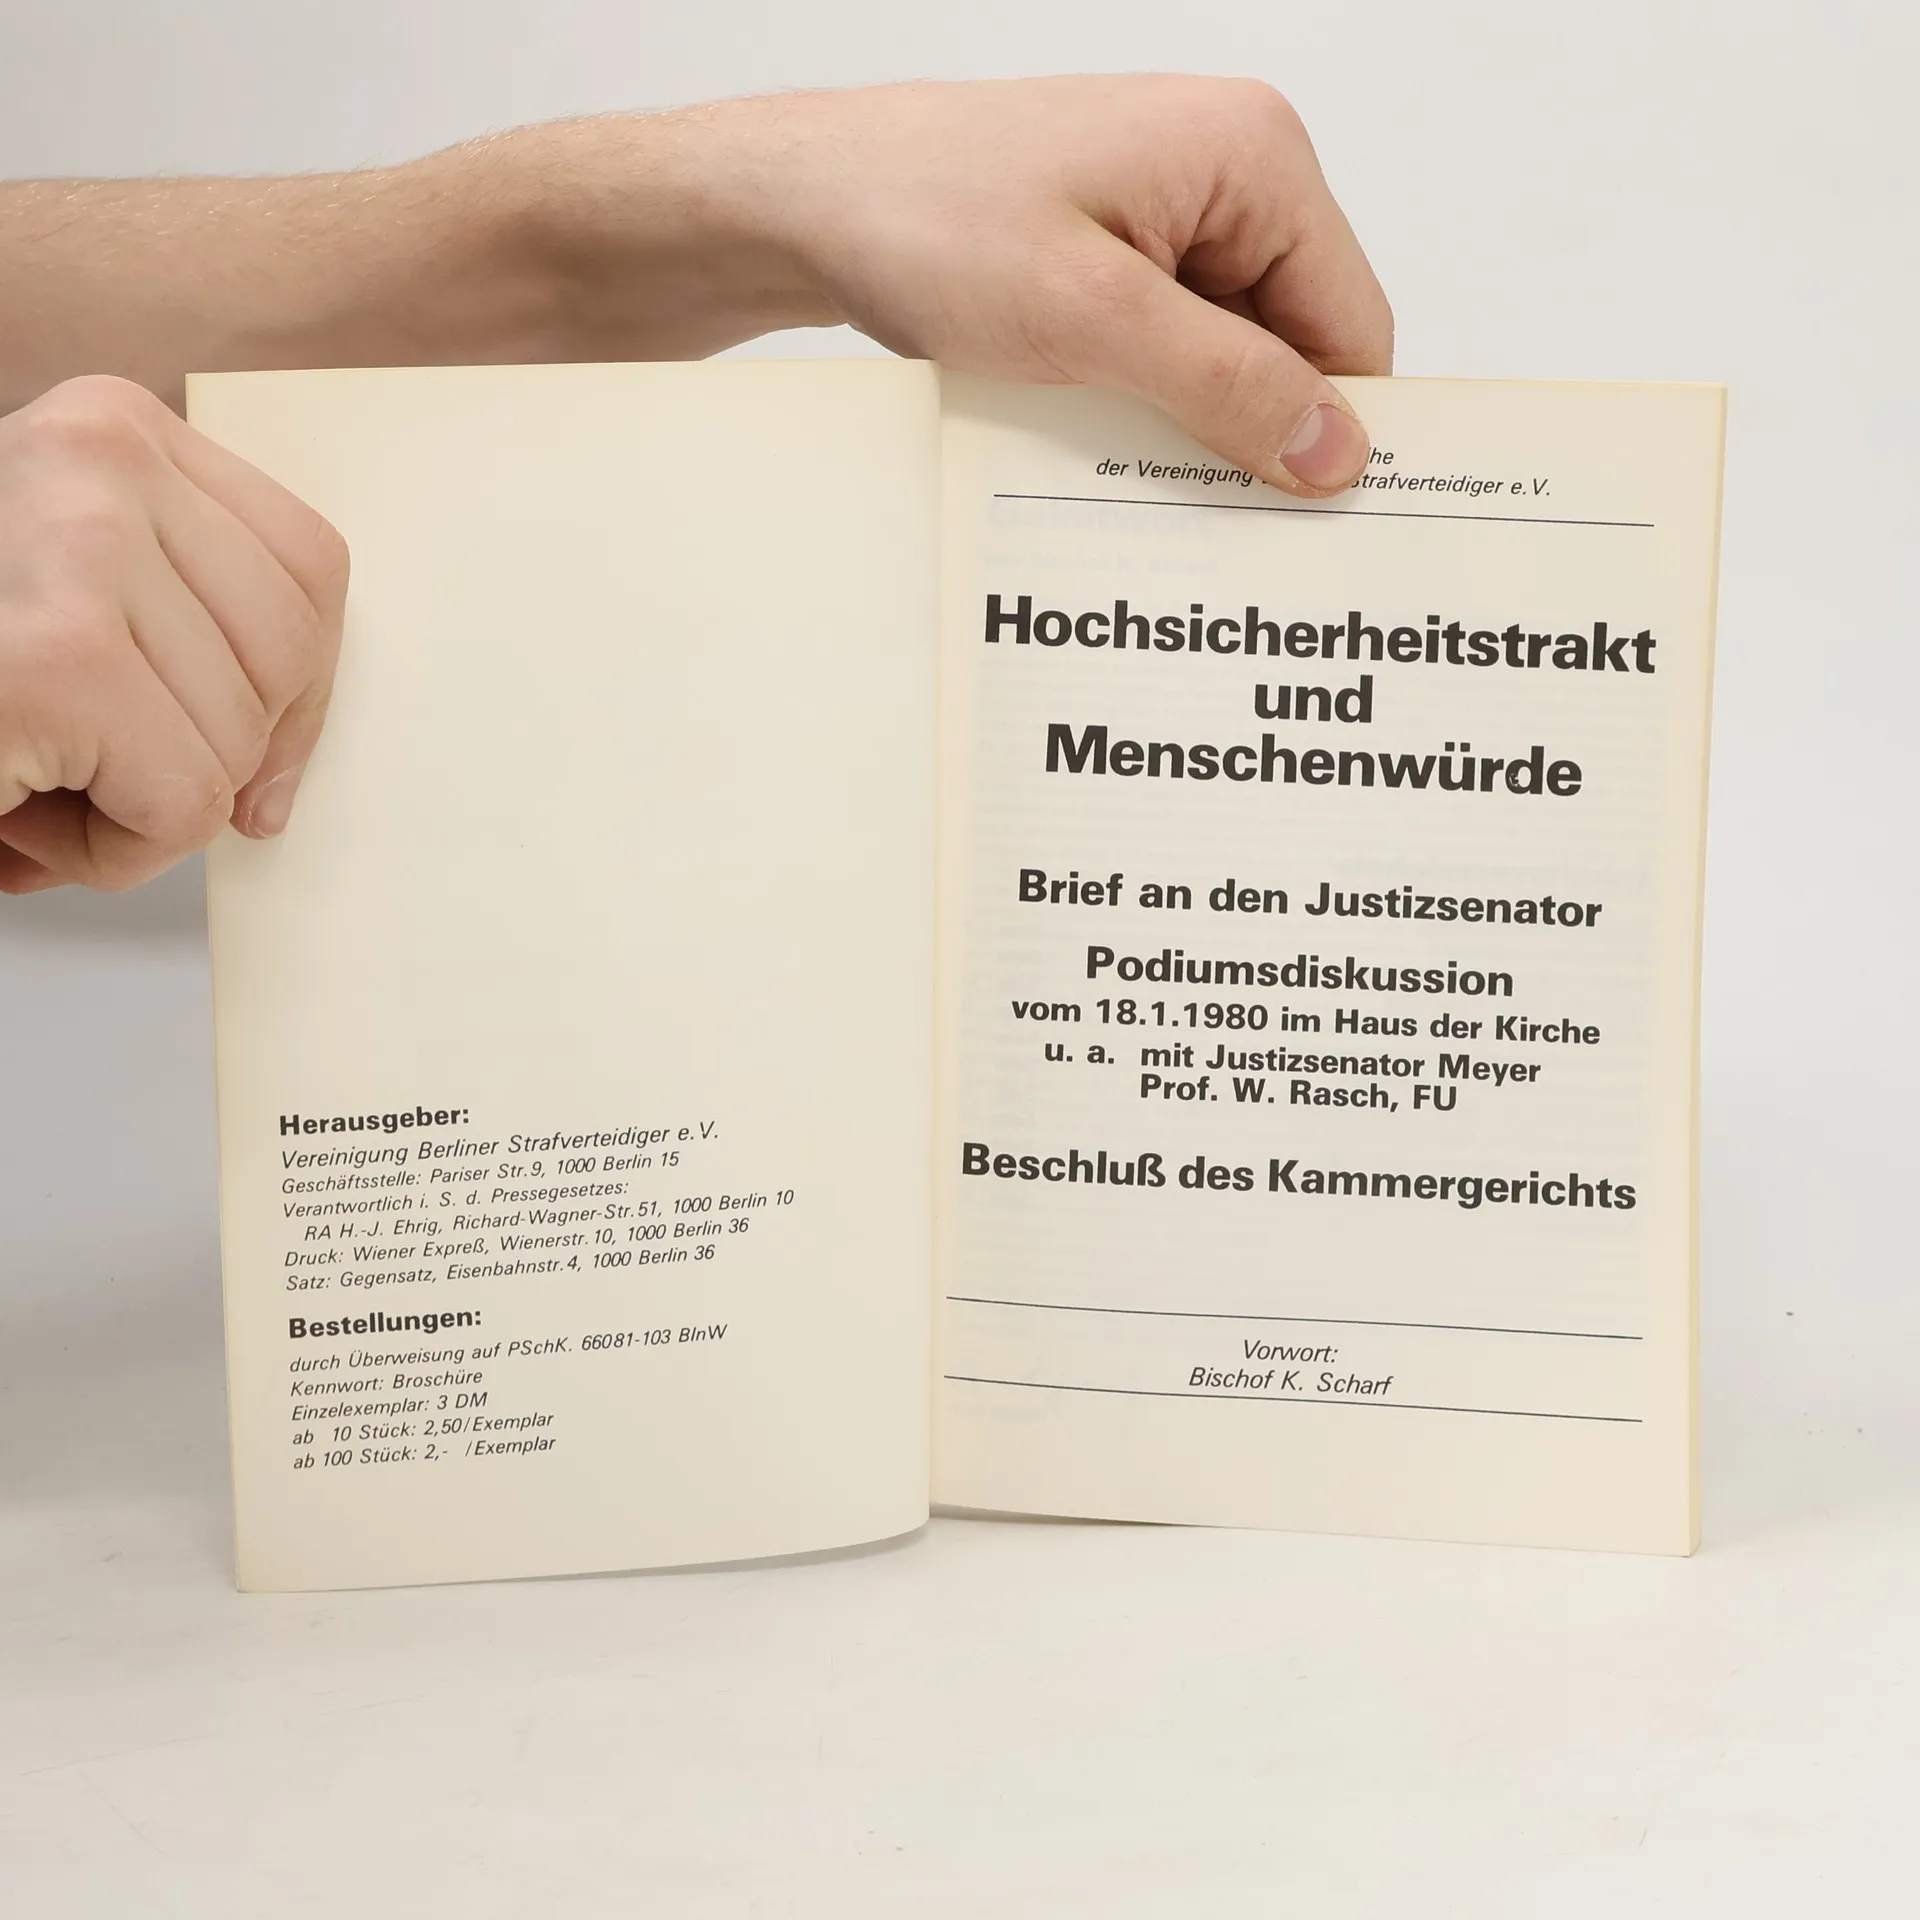 Herausgeber:
Vereinigung Berliner Strafverteidiger e.V.
Geschäftsstelle: Pariser Str. 9, 1000 Berlin 15
Verantwortlich i. S. d. Pressegesetzes:
RA H.-J. Ehrig, Richard-Wagner-Str. 51, 1000 Berlin 10
Druck: Wiener Expreß, Wienerstr. 10, 1000 Berlin 36
Satz: Gegensatz, Eisenbahnstr. 4, 1000 Berlin 36
Bestellungen:
durch Überweisung auf PSchK. 66081-103 BlnW
Kennwort: Broschüre
Einzelexemplar: 3 DM
ab 10 Stück: 2,50/Exemplar
ab 100 Stück: 2,- /Exemplar
der Vereinigung trafverteidiger e.V.
Hochsicherheitstrakt
und
Menschenwürde
Brief an den Justizsenator
Podiumsdiskussion
vom 18.1.1980 im Haus der Kirche
u. a. mit Justizsenator Meyer
Prof. W. Rasch, FU
Beschluß des Kammergerichts
Vorwort:
Bischof K. Scharf